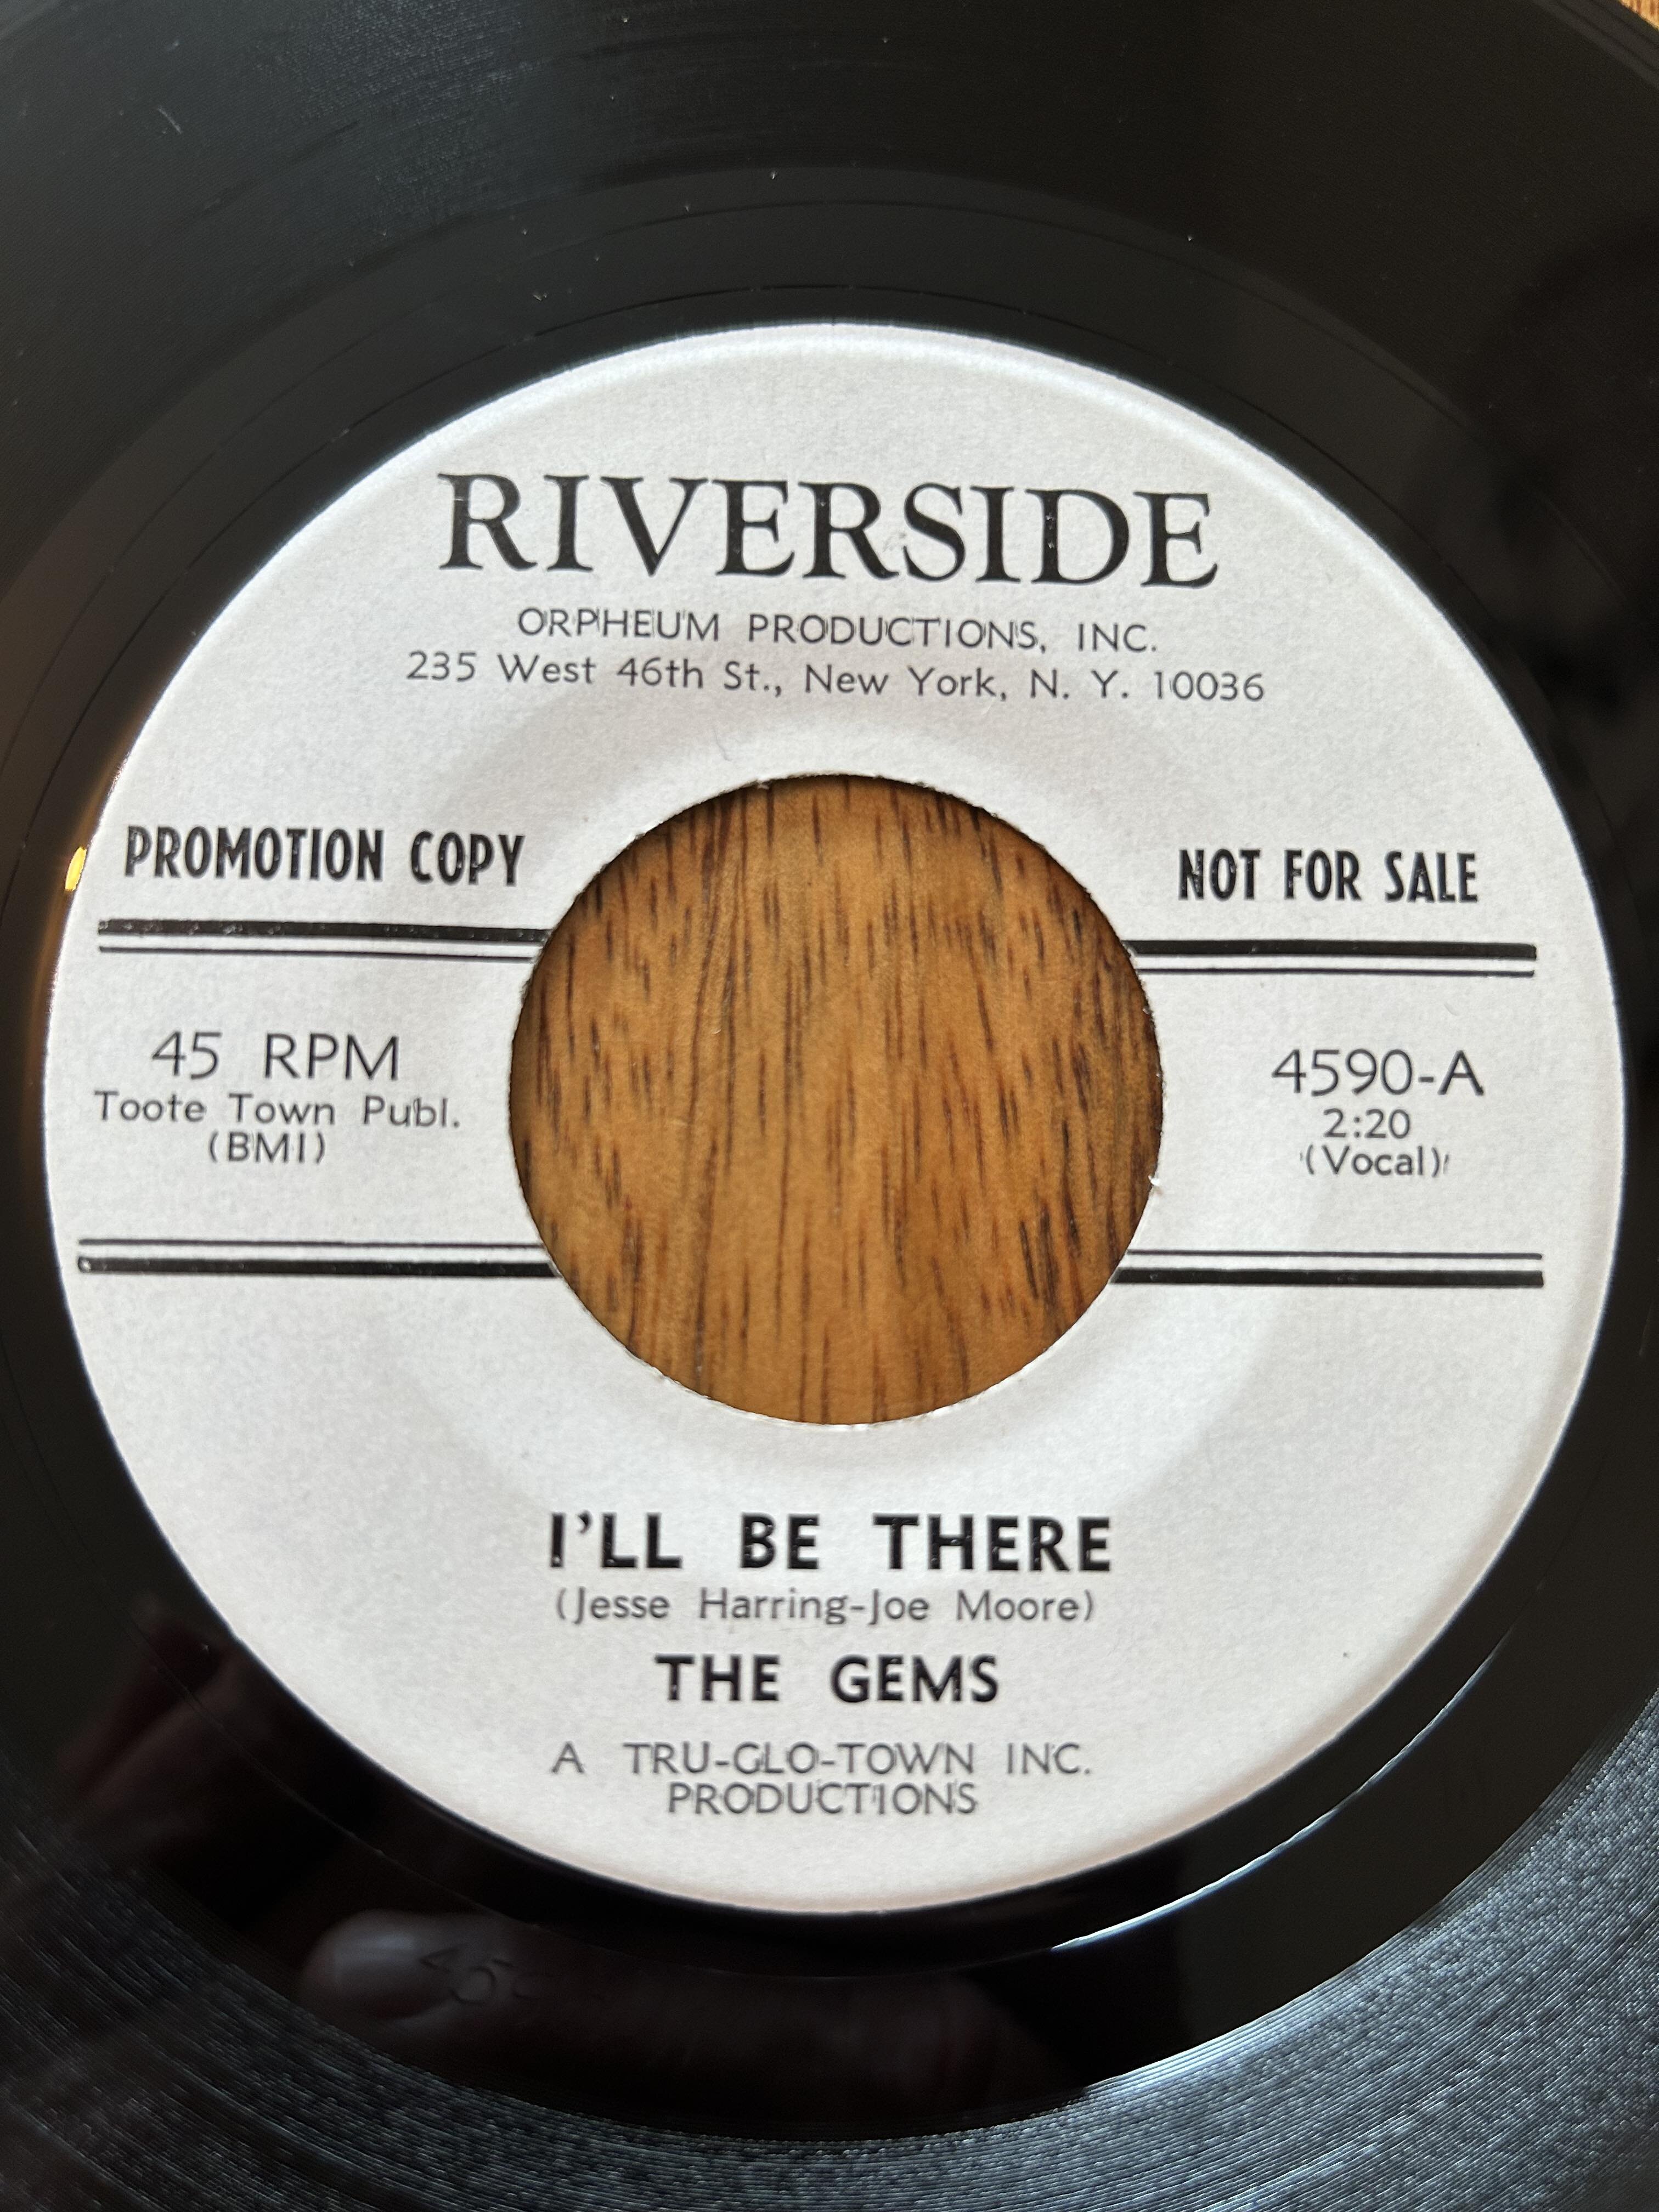 RIVERSIDE
ORPHEUM PRODUCTIONS, INC.
235 West 46th St., New York, N. Y. 10036
PROMOTION COPY
NOT FOR SALE
45 RPM
Toote Town Publ.
(BMI)
4590-A
2:20
(Vocal)
I'LL BE THERE
(Jesse Harring-Joe Moore)
THE GEMS
A TRU-GLO-TOWN INC.
PRODUCTIONS